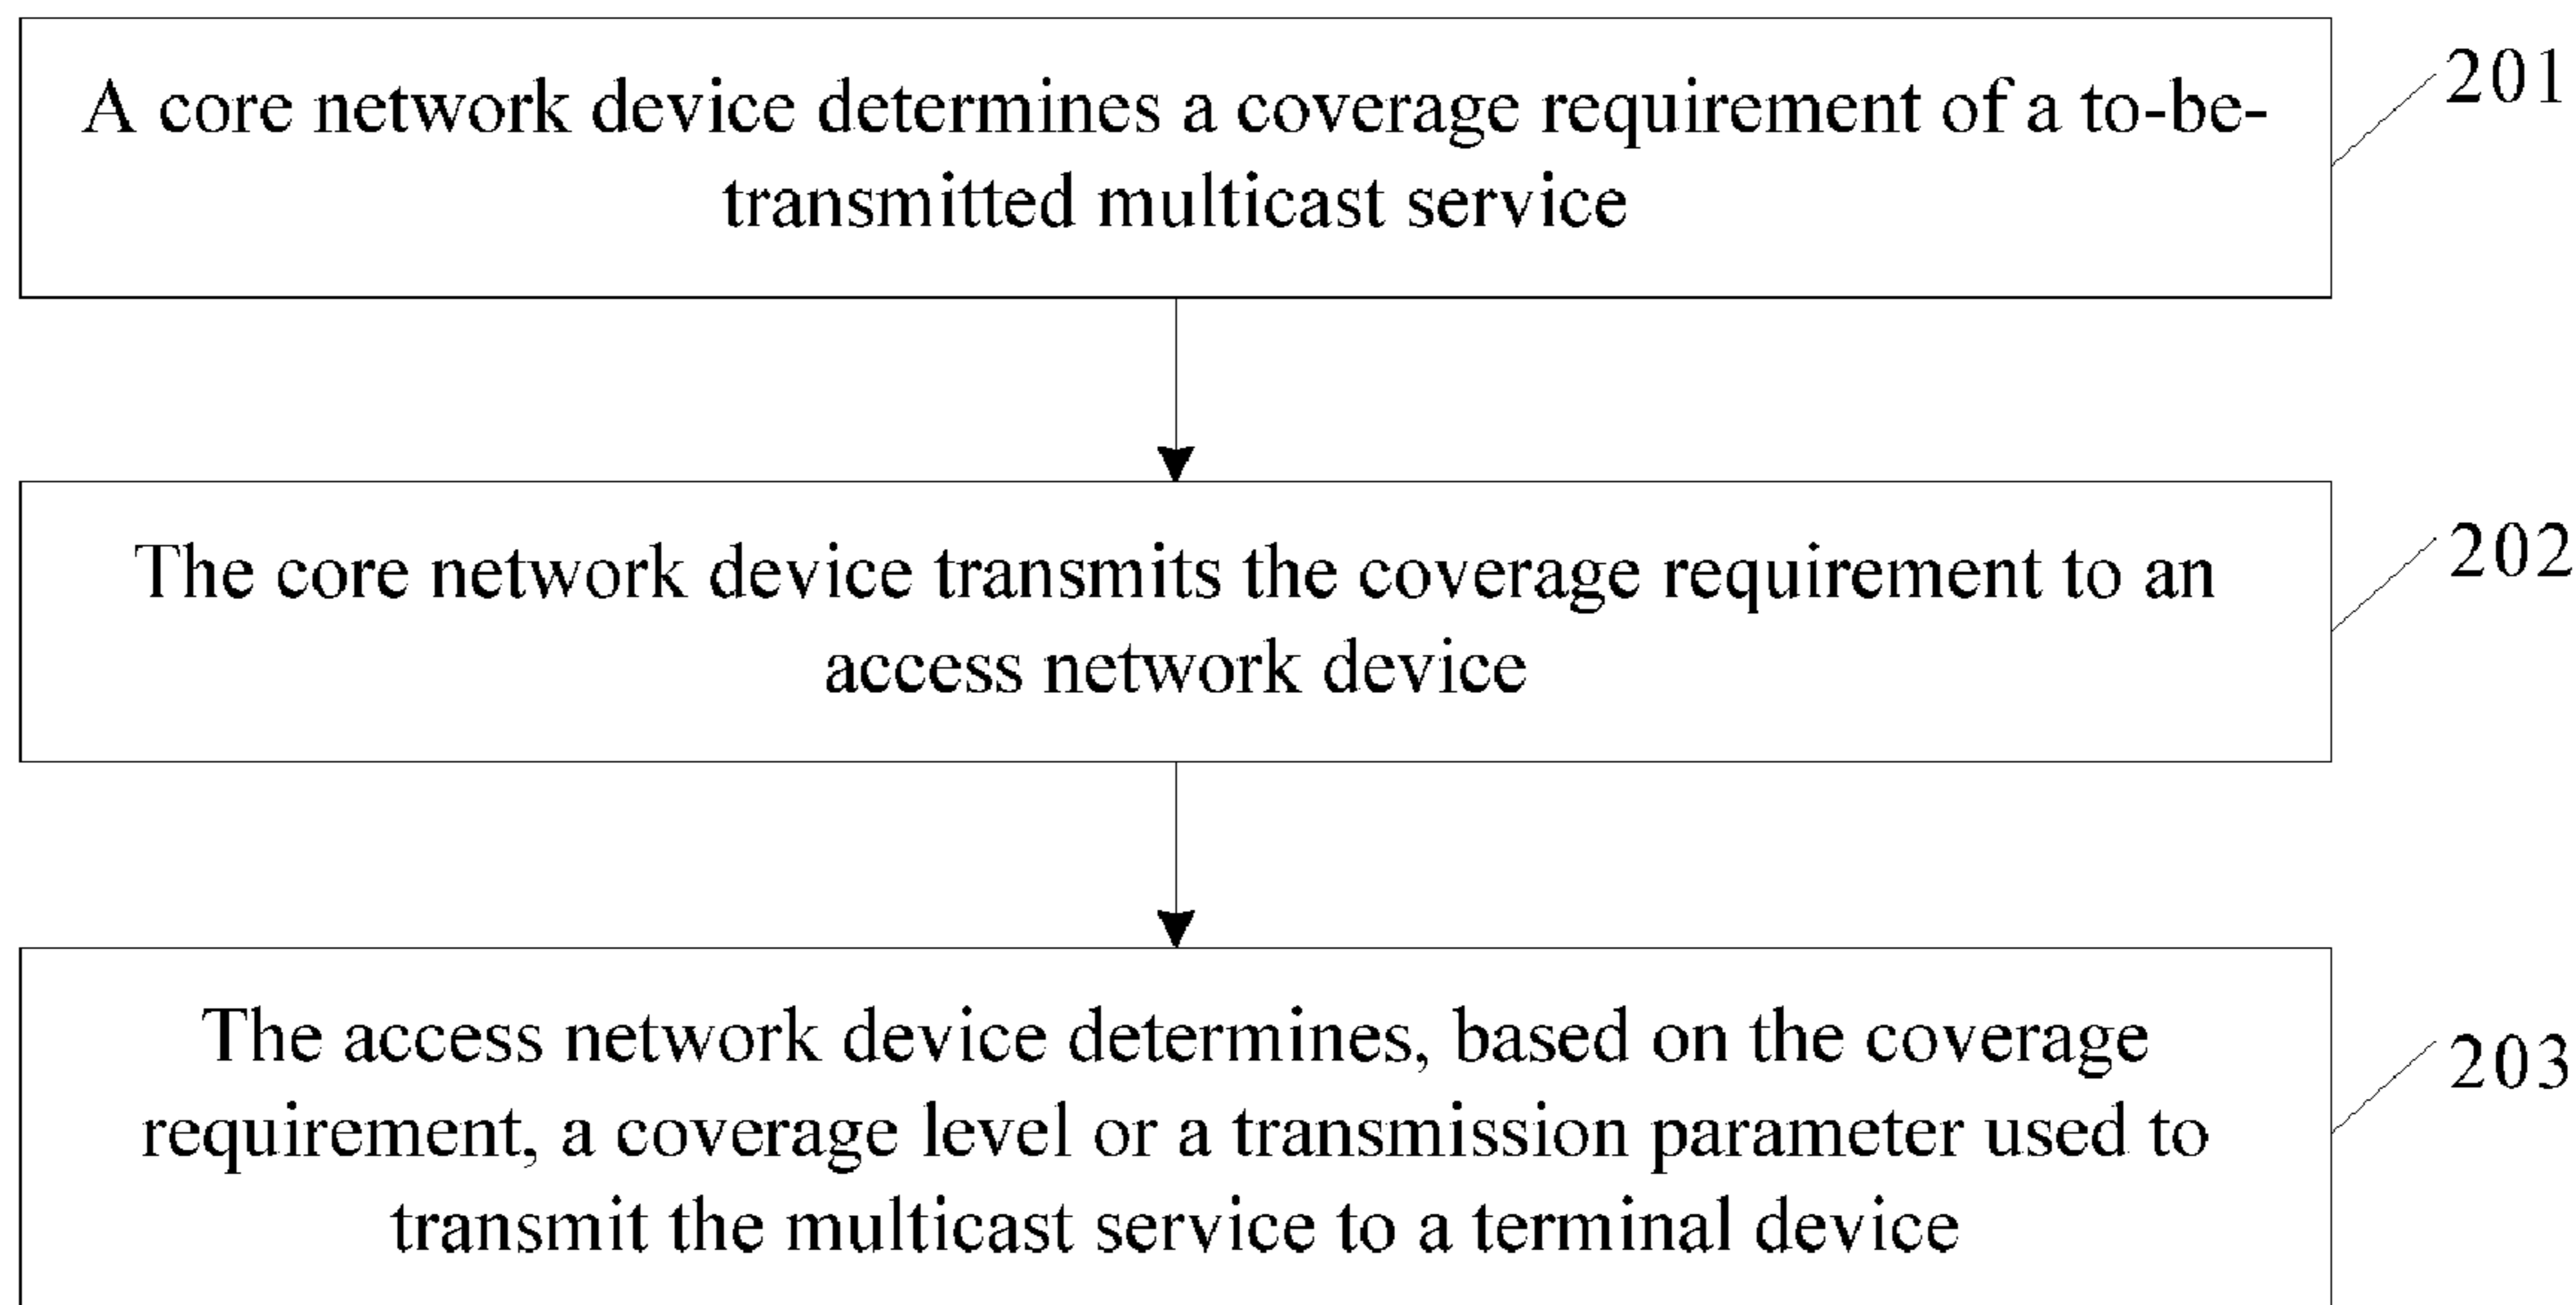 A core network device determines a coverage requirement of a to-be-
transmitted multicast service
201
The core network device transmits the coverage requirement to an
access network device
202
The access network device determines, based on the coverage
requirement, a coverage level or a transmission parameter used to
transmit the multicast service to a terminal device
203